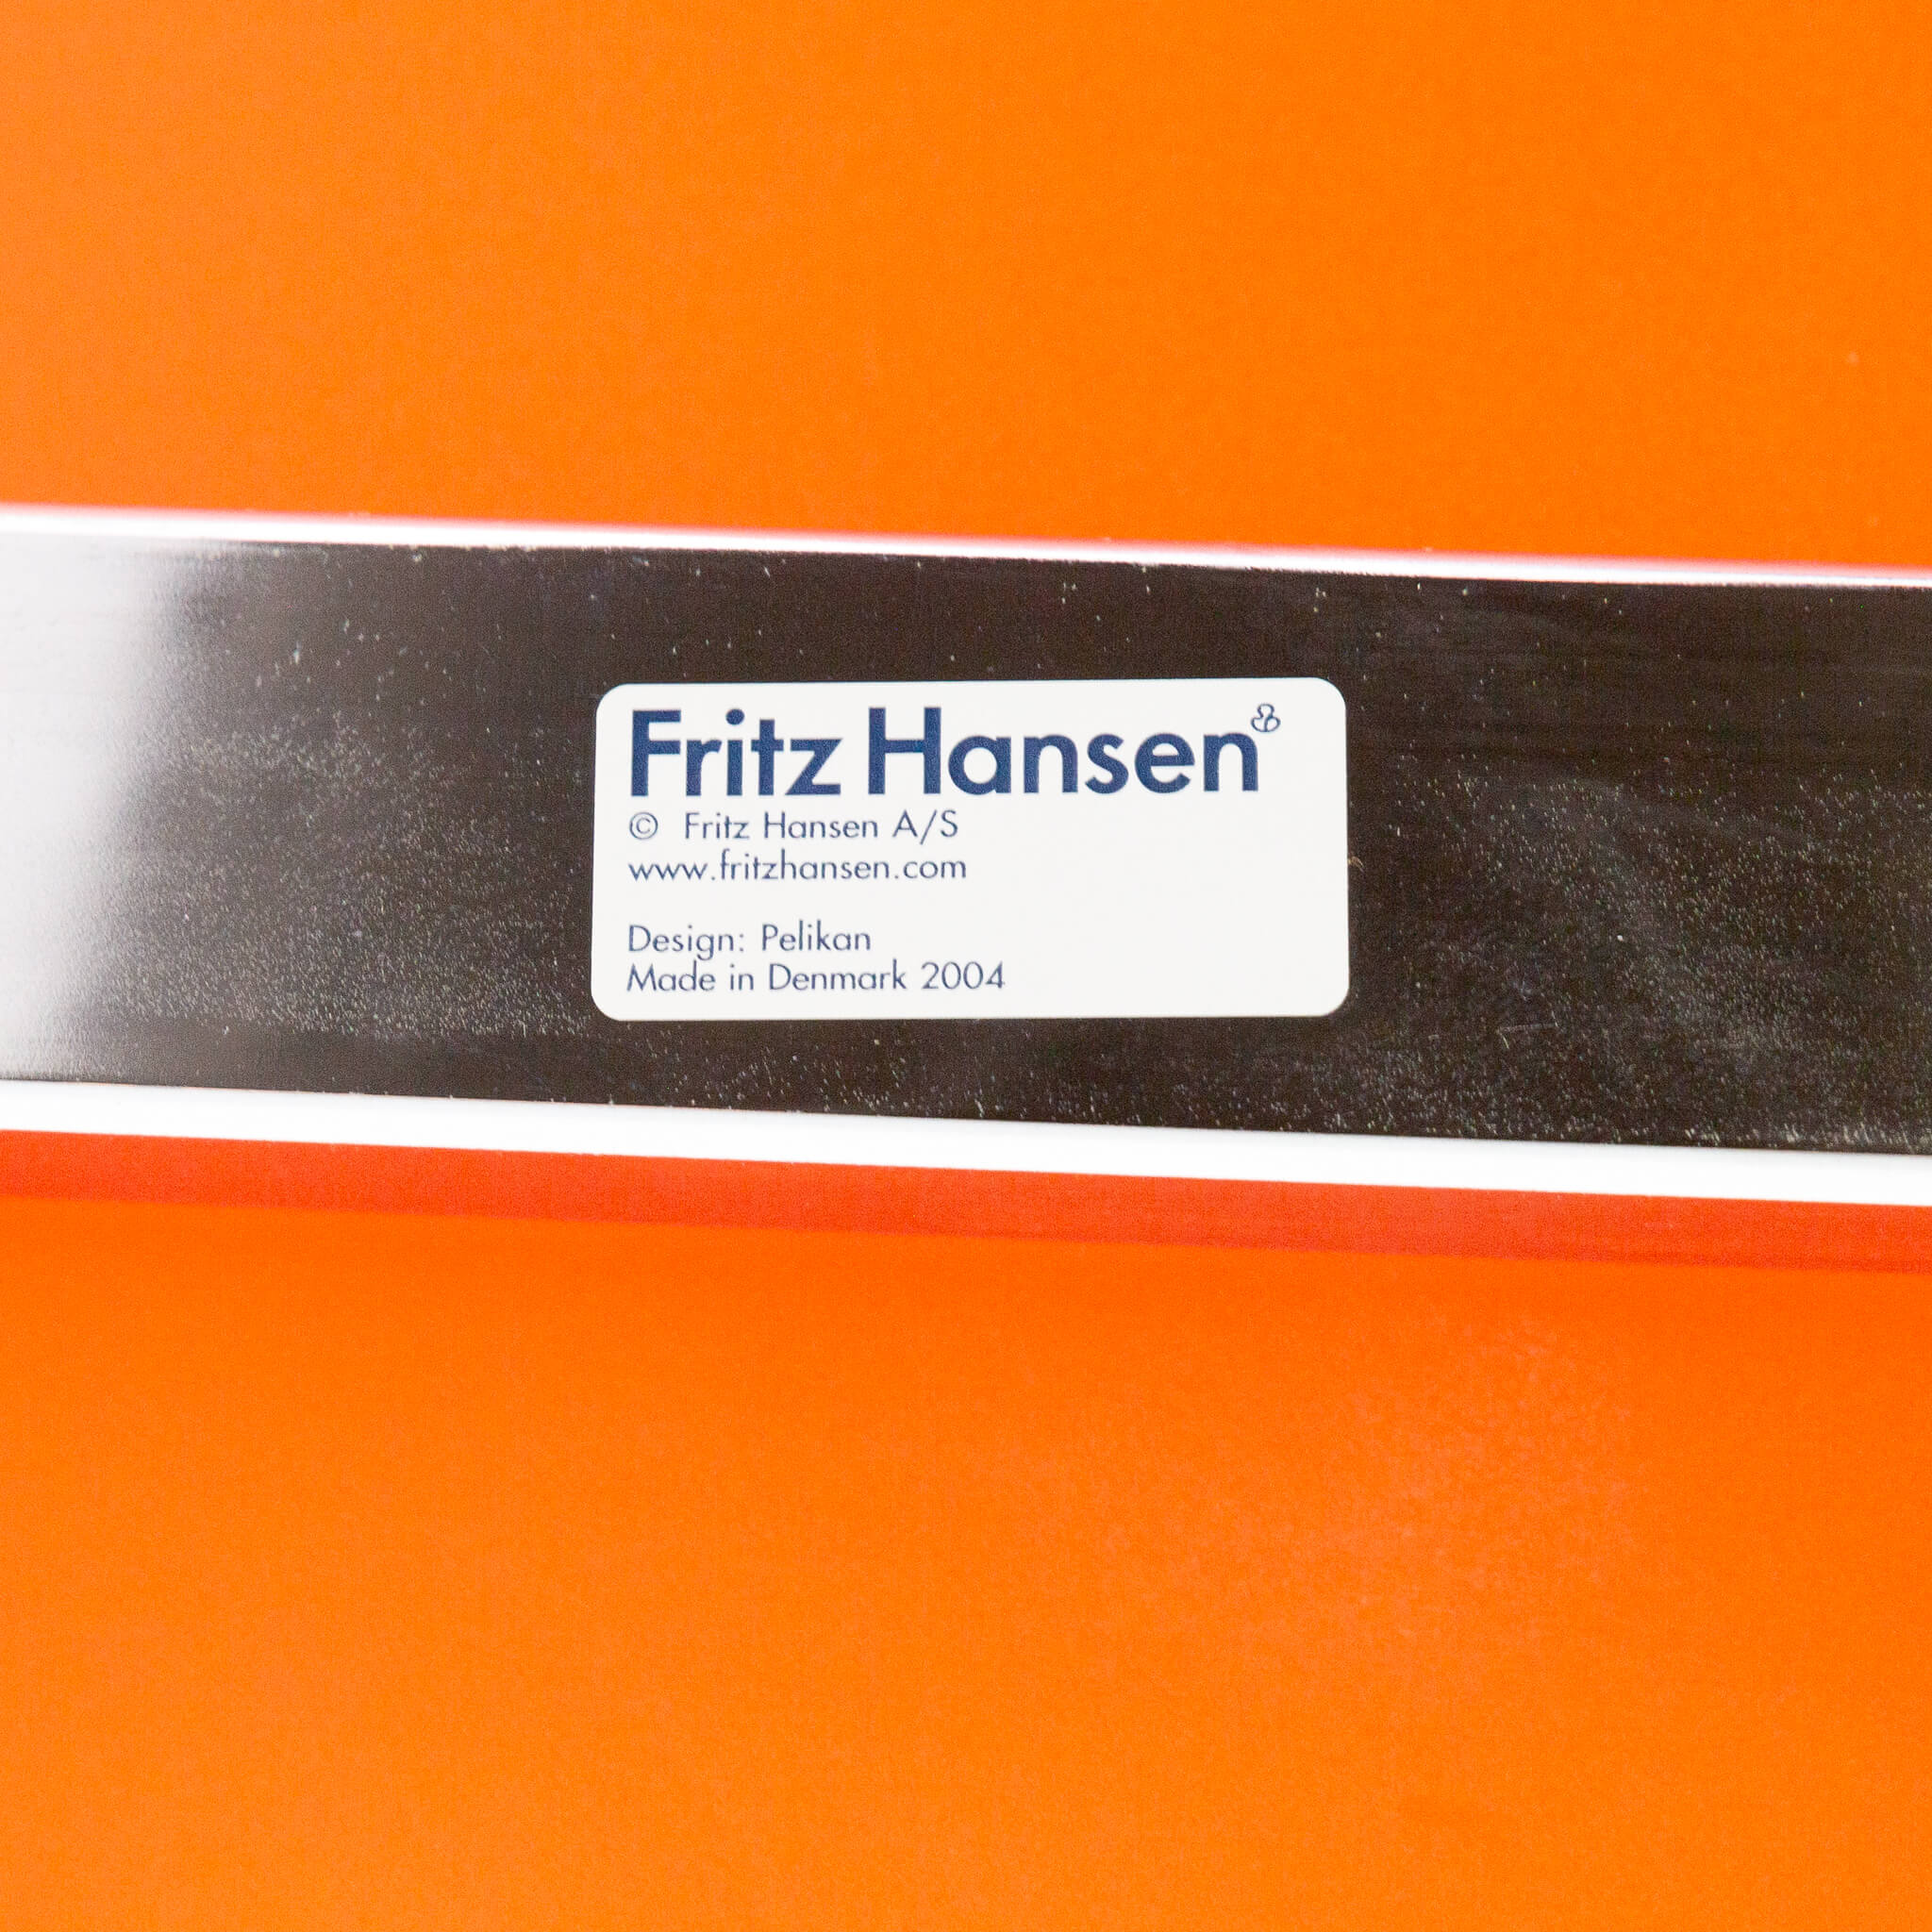 Fritz Hansen
© Fritz Hansen A/S
www.fritzhansen.com
Design: Pelikan
Made in Denmark 2004